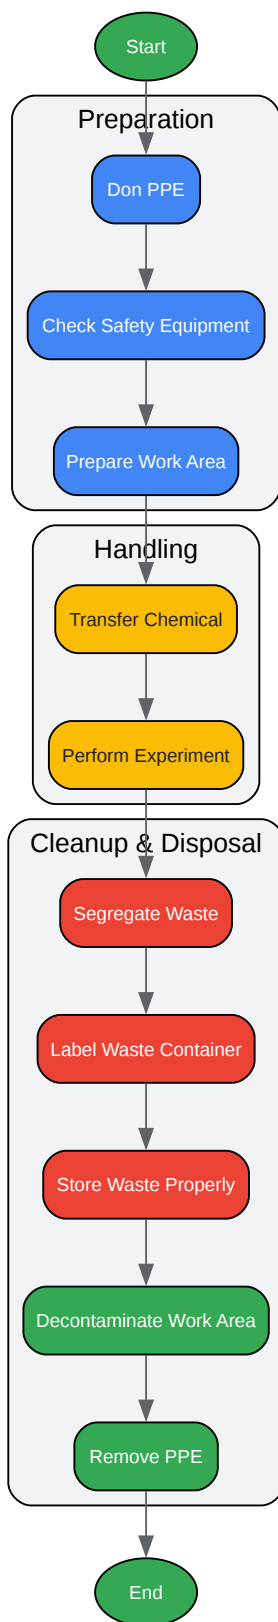 Start
Preparation
Don PPE
Check Safety Equipment
Prepare Work Area
Handling
Transfer Chemical
Perform Experiment
Cleanup & Disposal
Segregate Waste
Label Waste Container
Store Waste Properly
Decontaminate Work Area
Remove PPE
End